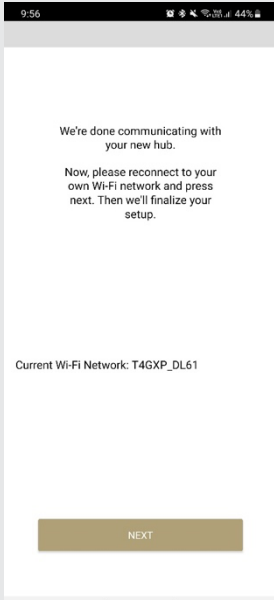 9:56
44%
We're done communicating with
your new hub.
Now, please reconnect to your
own Wi-Fi network and press
next. Then we'll finalize your
setup.
Current Wi-Fi Network: T4GXP_DL61
NEXT